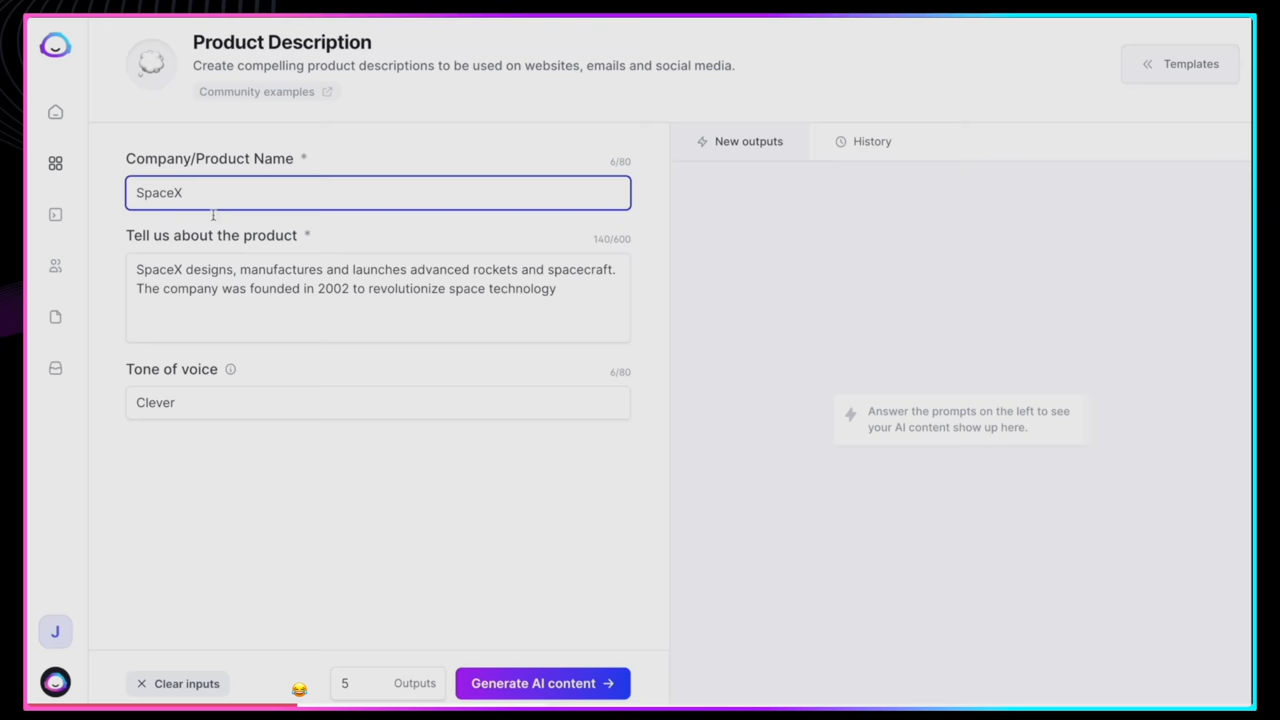 Product Description
Create compelling product descriptions to be used on websites, emails and social media.
Community examples
Templates
Company/Product Name *
6/80
SpaceX
Tell us about the product *
140/600
SpaceX designs, manufactures and launches advanced rockets and spacecraft.
The company was founded in 2002 to revolutionize space technology
Tone of voice
6/80
Clever
New outputs
History
Answer the prompts on the left to see
your AI content show up here.
J
Clear inputs
5 Outputs
Generate AI content